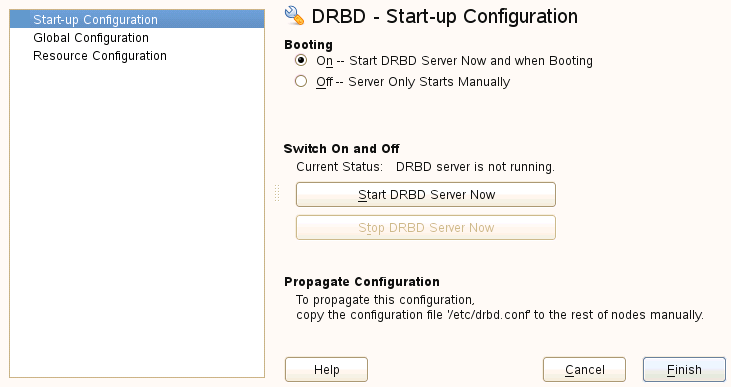 Start-up Configuration
Global Configuration
Resource Configuration
DRBD - Start-up Configuration
Booting
On -- Start DRBD Server Now and when Booting
Off -- Server Only Starts Manually
Switch On and Off
Current Status: DRBD server is not running.
Start DRBD Server Now
Stop DRBD Server Now
Propagate Configuration
To propagate this configuration,
copy the configuration file '/etc/drbd.conf' to the rest of nodes manually.
Help
Cancel
Finish